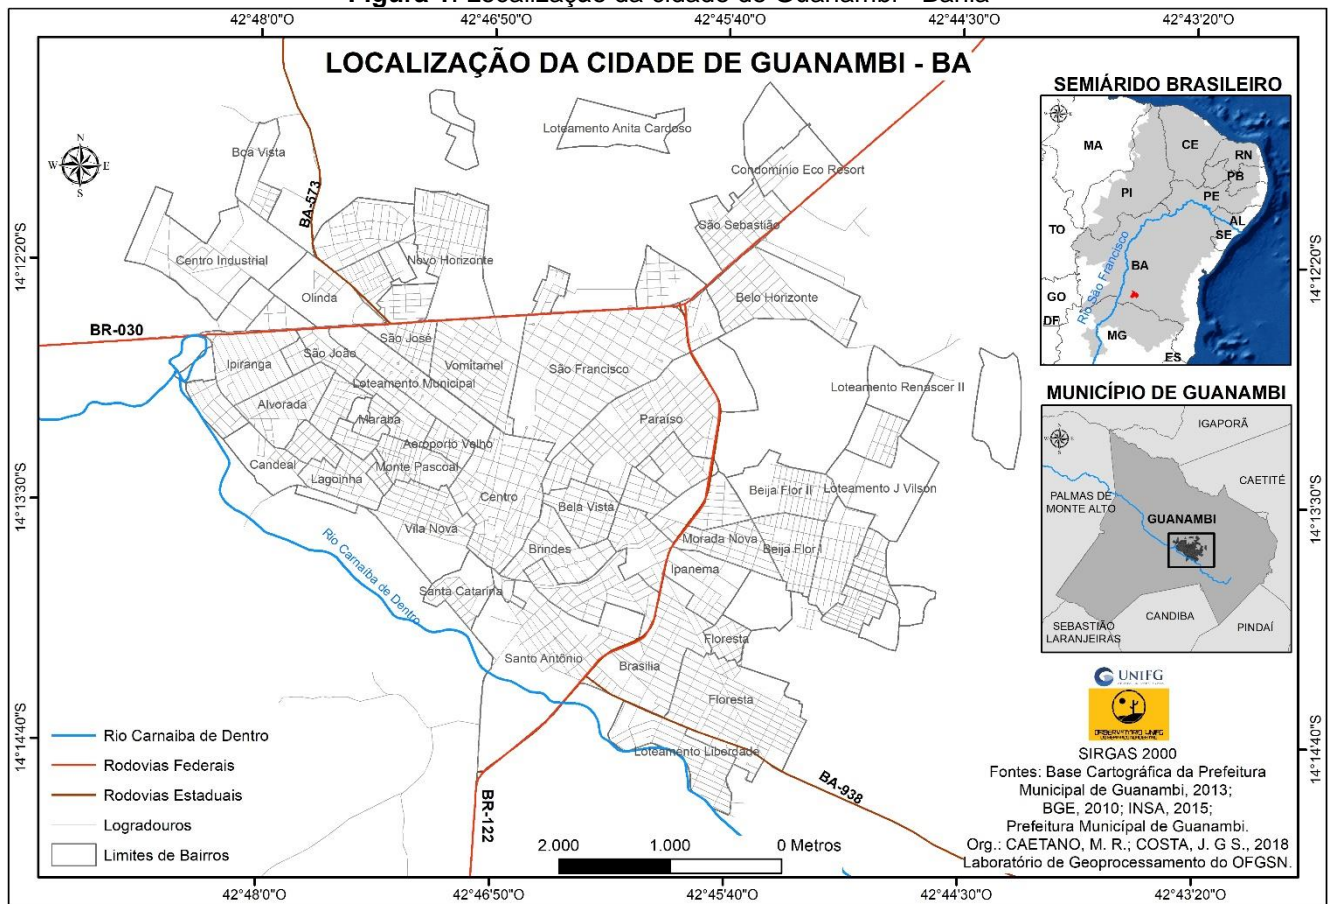 Figura 1. Localização da cidade de Guanambi - Bahia
42°48'0"O 42°46'50"O 42°45'40"O 42°44'30"O 42°43'20"O
LOCALIZAÇÃO DA CIDADE DE GUANAMBI - BA
N
W E
S
14°12'20"S
14°13'30"S
14°14'40"S
Boa Vista
Loteamento Anita Cardoso
Condomínio Eco Resort
BA-573
São Sebastião
Centro Industrial
Novo Horizonte
Olinda
Belo Horizonte
BR-030
São José
São João
Ipiranga
Vomitamel
São Francisco
Loteamento Municipal
Loteamento Renascer II
Alvorada
Maraba
Paraíso
Aeroporto Velho
Candeal
Monte Pascoal
Lagoinha
Centro
Beija Flor II
Loteamento J Vilson
Bela Vista
Vila Nova
Brindes
Morada Nova
Beija Flor I
Rio Carnaiba de Dentro
Ipanema
Santa Catarina
Floresta
Santo Antônio
Brasilia
Floresta
Loteamento Liberdade
BA-938
BR-122
Rio Carnaiba de Dentro
Rodovias Federais
Rodovias Estaduais
Logradouros
Limites de Bairros
2.000 1.000 0 Metros
SEMIÁRIDO BRASILEIRO
MA
CE
RN
PB
PI
PE
AL
SE
TO
BA
Rio São Francisco
GO
DF
MG
ES
14°12'20"S
MUNICÍPIO DE GUANAMBI
IGAPORÃ
CAETITÉ
PALMAS DE
MONTE ALTO
GUANAMBI
CANDIBA
SEBASTIÃO
LARANJEIRAS
PINDAÍ
14°13'30"S
UNIFG
OBSERVATÓRIO UNIFG
14°14'40"S
SIRGAS 2000
Fontes: Base Cartográfica da Prefeitura
Municipal de Guanambi, 2013;
BGE, 2010; INSA, 2015;
Prefeitura Municípal de Guanambi.
Org.: CAETANO, M. R.; COSTA, J. G S., 2018
Laboratório de Geoprocessamento do OFGSN.
42°48'0"O 42°46'50"O 42°45'40"O 42°44'30"O 42°43'20"O